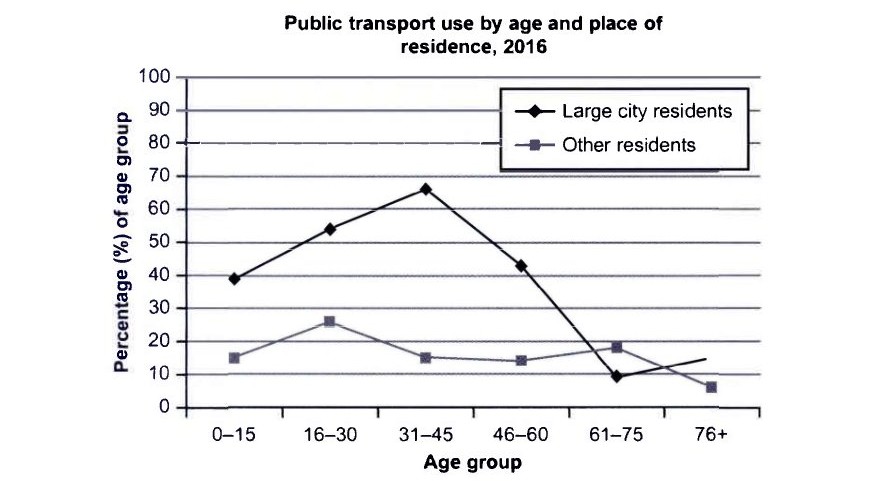 Public transport use by age and place of
residence, 2016
Large city residents
Other residents
Percentage (%) of age group
100
90
80
70
60
50
40
30
20
10
0
0–15 16–30 31–45 46–60 61–75 76+
Age group